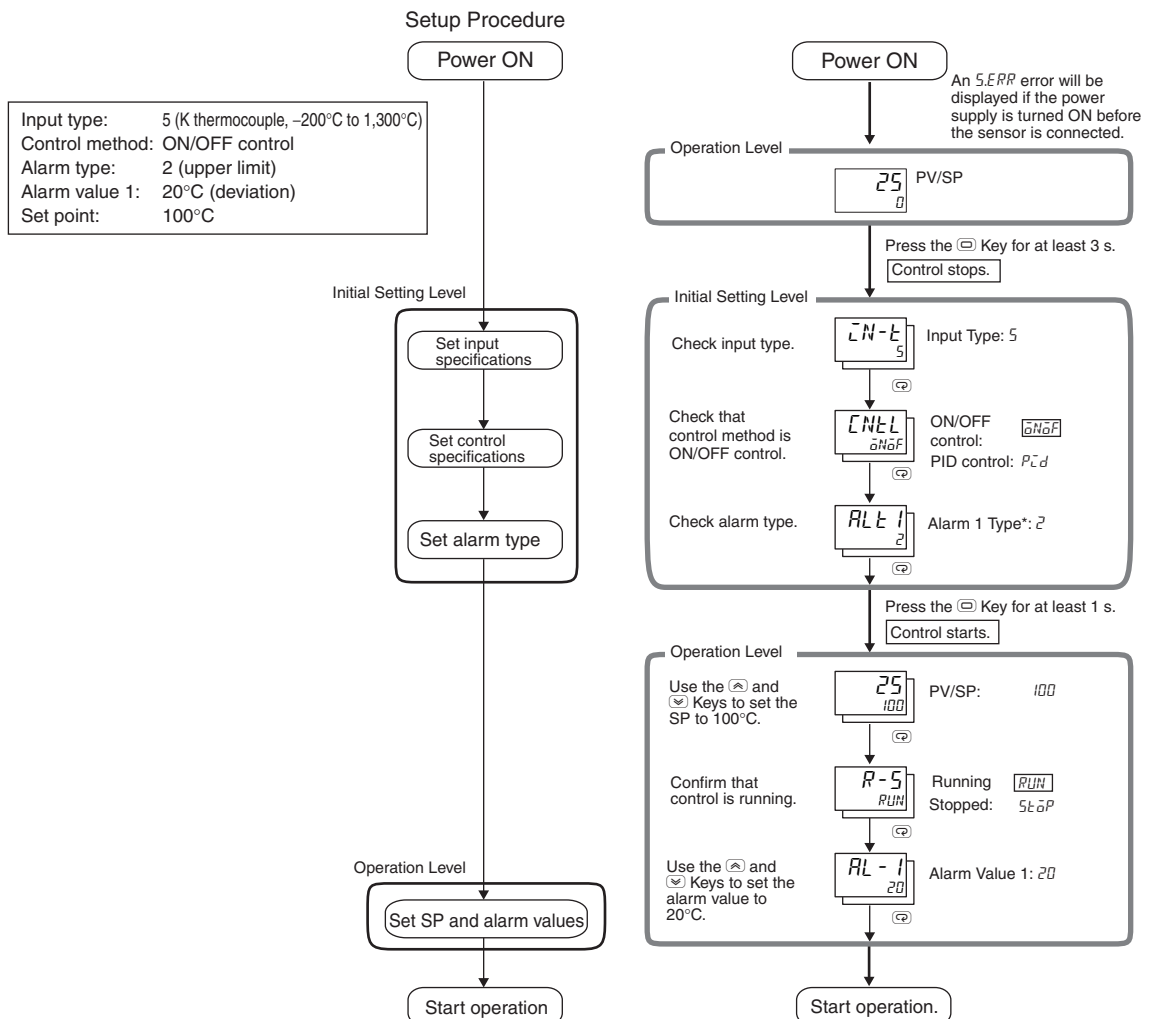 Setup Procedure
Power ON
Input type: 5 (K thermocouple, −200°C to 1,300°C)
Control method: ON/OFF control
Alarm type: 2 (upper limit)
Alarm value 1: 20°C (deviation)
Set point: 100°C
Initial Setting Level
Set input
specifications
Set control
specifications
Set alarm type
Operation Level
Set SP and alarm values
Start operation
Power ON
An S.ERR error will be
displayed if the power
supply is turned ON before
the sensor is connected.
Operation Level
25
0
PV/SP
Press the Key for at least 3 s.
Control stops.
Initial Setting Level
Check input type.
IN-t
5
Input Type: 5
Check that
control method is
ON/OFF control.
CNtL
oNoF
ON/OFF
control: oNoF
PID control: PId
Check alarm type.
ALt1
2
Alarm 1 Type*: 2
Press the Key for at least 1 s.
Control starts.
Operation Level
Use the and
Keys to set the
SP to 100°C.
25
100
PV/SP: 100
Confirm that
control is running.
R-S
RUN
Running RUN
Stopped: StoP
Use the and
Keys to set the
alarm value to
20°C.
AL-1
20
Alarm Value 1: 20
Start operation.